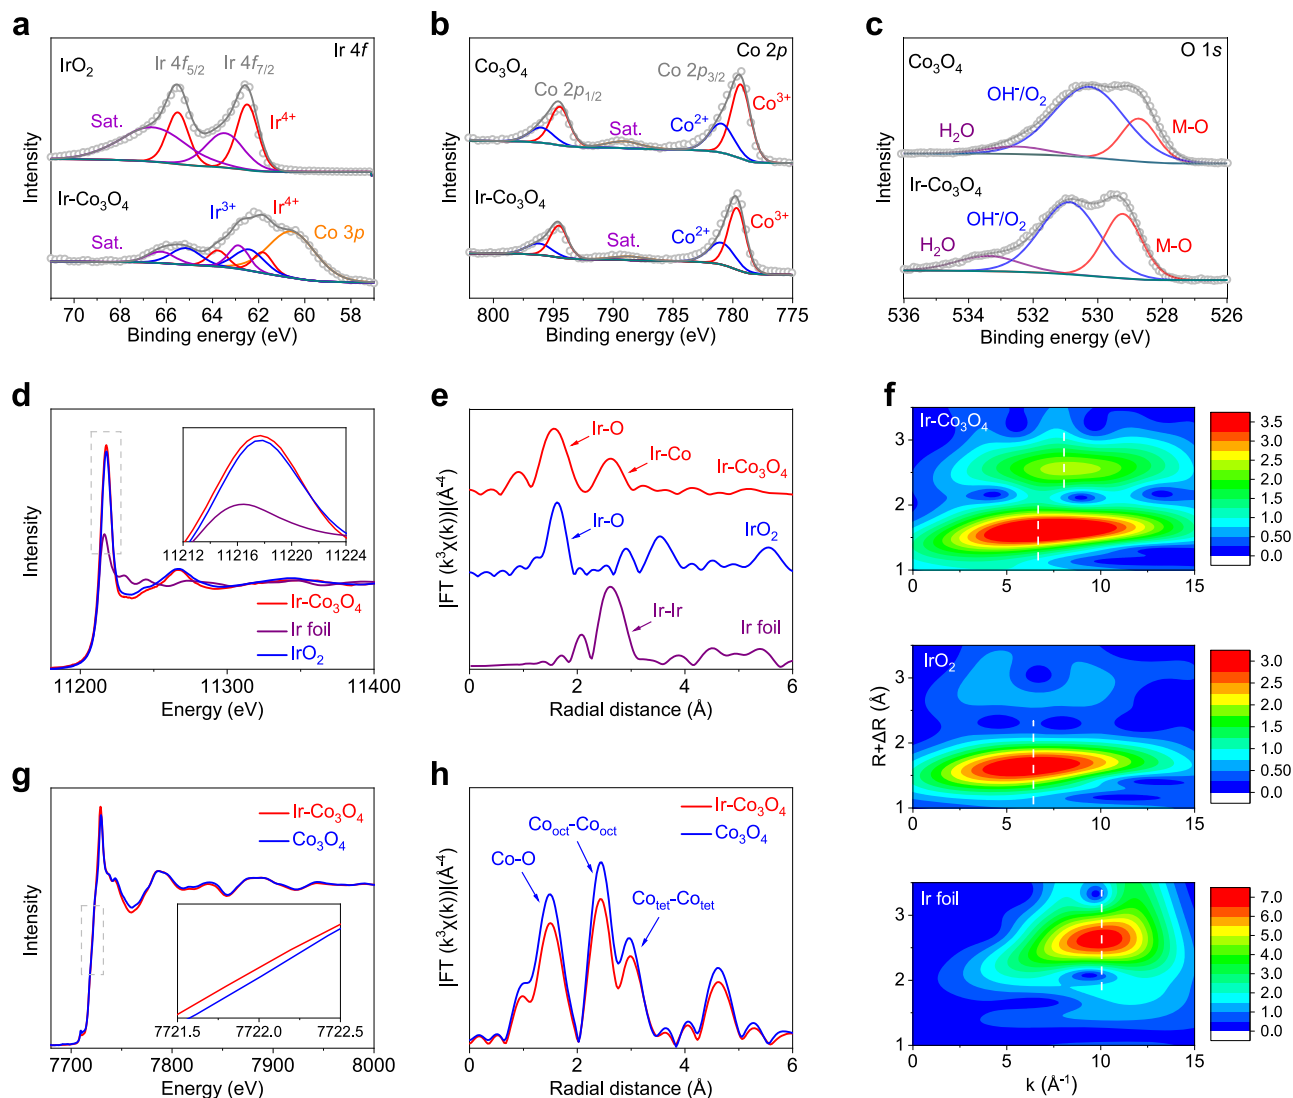 a
Ir 4f
IrO2
Ir 4f5/2
Ir 4f7/2
Sat.
Ir4+
Ir–Co3O4
Ir3+
Ir4+
Sat.
Co 3p
Intensity
70 68 66 64 62 60 58
Binding energy (eV)
b
Co 2p
Co3O4
Co 2p3/2
Co 2p1/2
Co3+
Co2+
Sat.
Ir–Co3O4
Co3+
Co2+
Sat.
Intensity
800 795 790 785 780 775
Binding energy (eV)
c
O 1s
Co3O4
OH-/O2
H2O
M-O
Ir–Co3O4
OH-/O2
H2O
M-O
Intensity
536 534 532 530 528 526
Binding energy (eV)
d
11212 11216 11220 11224
Ir–Co3O4
Ir foil
IrO2
Intensity
11200 11300 11400
Energy (eV)
e
Ir–O
Ir–Co
Ir–Co3O4
Ir–O
IrO2
Ir–Ir
Ir foil
|FT (k3χ(k))|(Å-4)
0 2 4 6
Radial distance (Å)
f
Ir-Co3O4
3
2
1
0 5 10 15
3.5
3.0
2.5
2.0
1.5
1.0
0.50
0.0
IrO2
3
2
1
R+ΔR (Å)
0 5 10 15
3.0
2.5
2.0
1.5
1.0
0.50
0.0
Ir foil
3
2
1
0 5 10 15
k (Å-1)
7.0
6.0
5.0
4.0
3.0
2.0
1.0
0.0
g
Ir–Co3O4
Co3O4
7721.5 7722.0 7722.5
Intensity
7700 7800 7900 8000
Energy (eV)
h
Ir–Co3O4
Co3O4
Cooct–Cooct
Co-O
Cotet–Cotet
|FT (k3χ(k))|(Å-4)
0 1 2 3 4 5 6
Radial distance (Å)